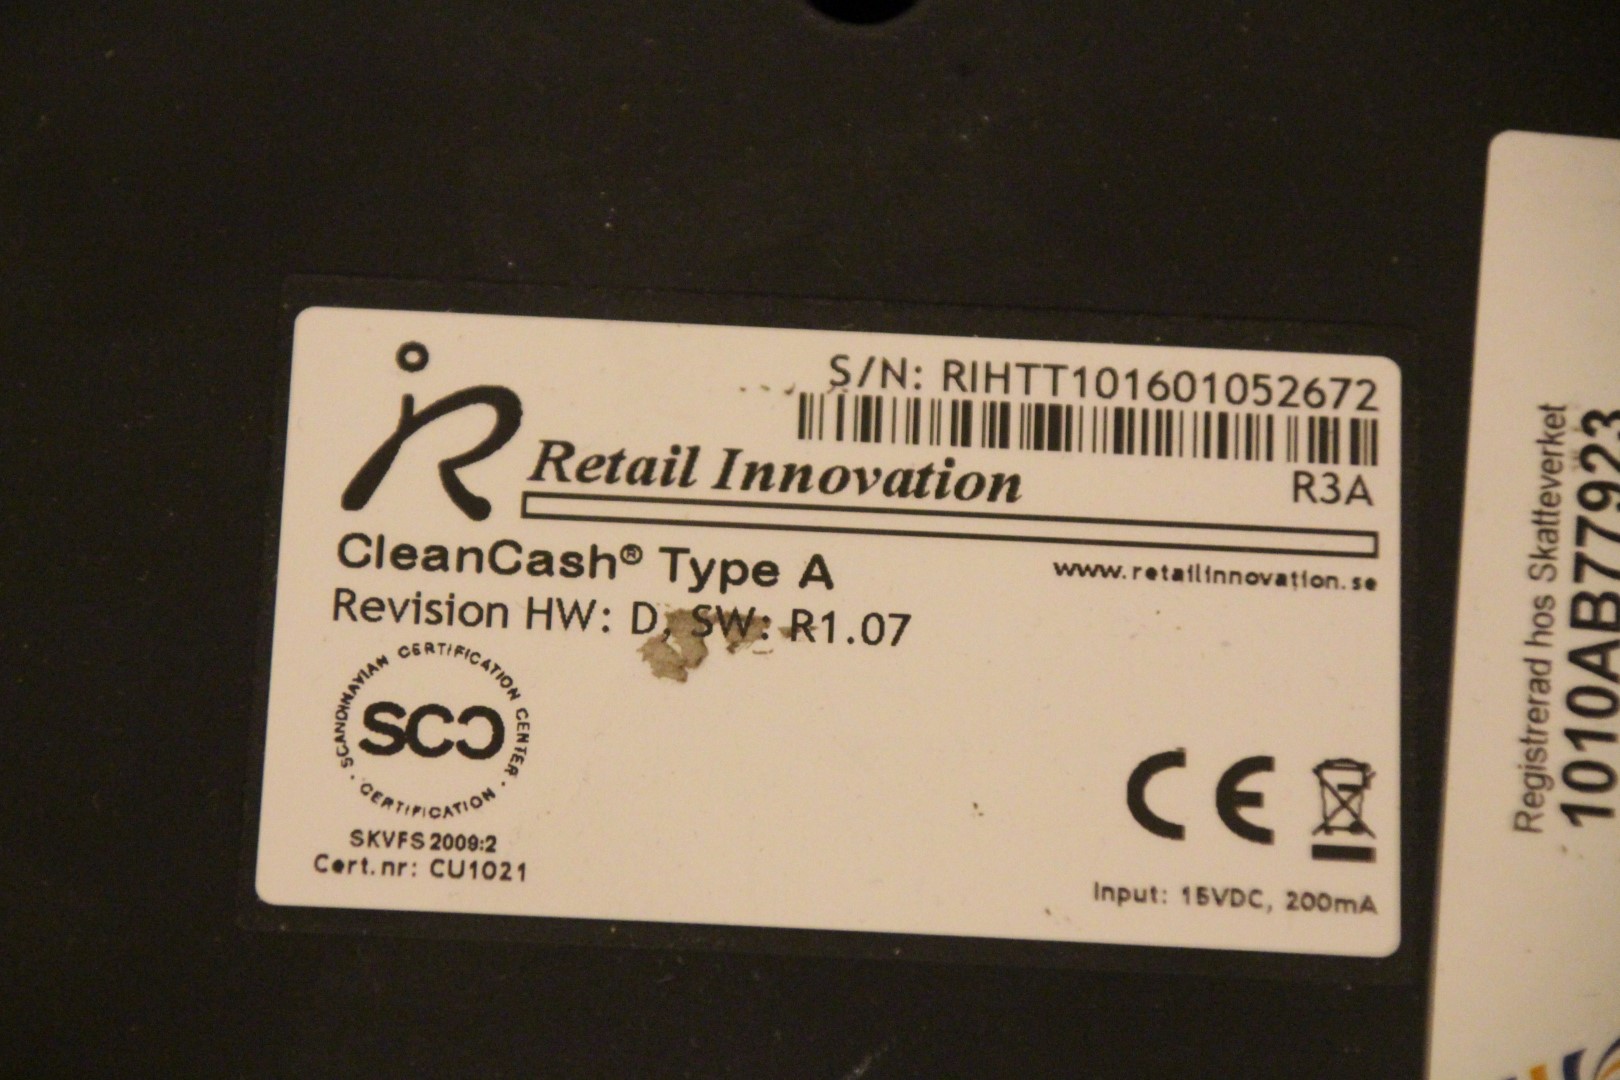 S/N: RIHTT101601052672
Retail Innovation
R3A
www.retailinnovation.se
CleanCash® Type A
Revision HW: D, SW: R1.07
SCANDINAVIAN CERTIFICATION CENTER
SCC
· CERTIFICATION ·
SKVFS 2009:2
Cert.nr: CU1021
CE
Input: 15VDC, 200mA
Registrerad hos Skatteverket
1010AB77923